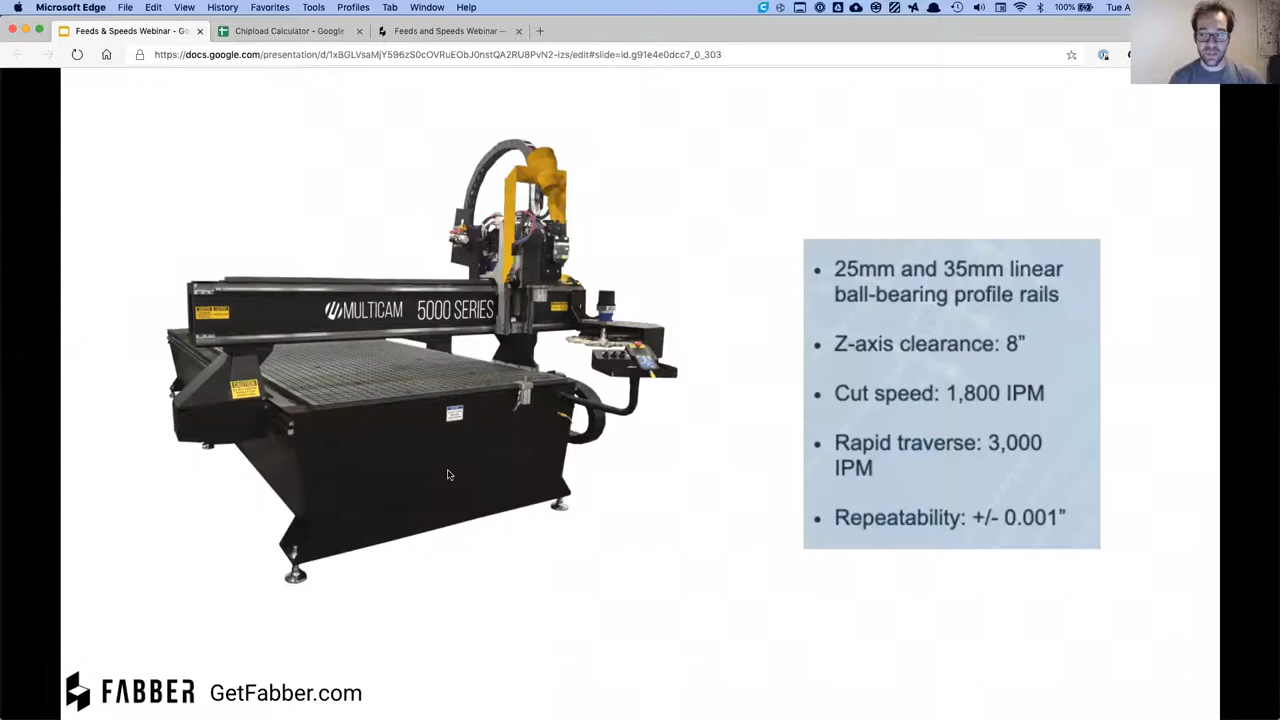 Microsoft Edge File Edit View History Favorites Tools Profiles Tab Window Help 100% Tue A
Feeds & Speeds Webinar - Go
Chipload Calculator - Google
Feeds and Speeds Webinar —
https://docs.google.com/presentation/d/1xBGLVsaMjY596zS0cOVRuEObJ0nstQA2RU8PvN2-izs/edit#slide=id.g91e4e0dcc7_0_303
MULTICAM 5000 SERIES
CAUTION
• 25mm and 35mm linear
ball-bearing profile rails
• Z-axis clearance: 8”
• Cut speed: 1,800 IPM
• Rapid traverse: 3,000
IPM
• Repeatability: +/- 0.001”
FABBER GetFabber.com